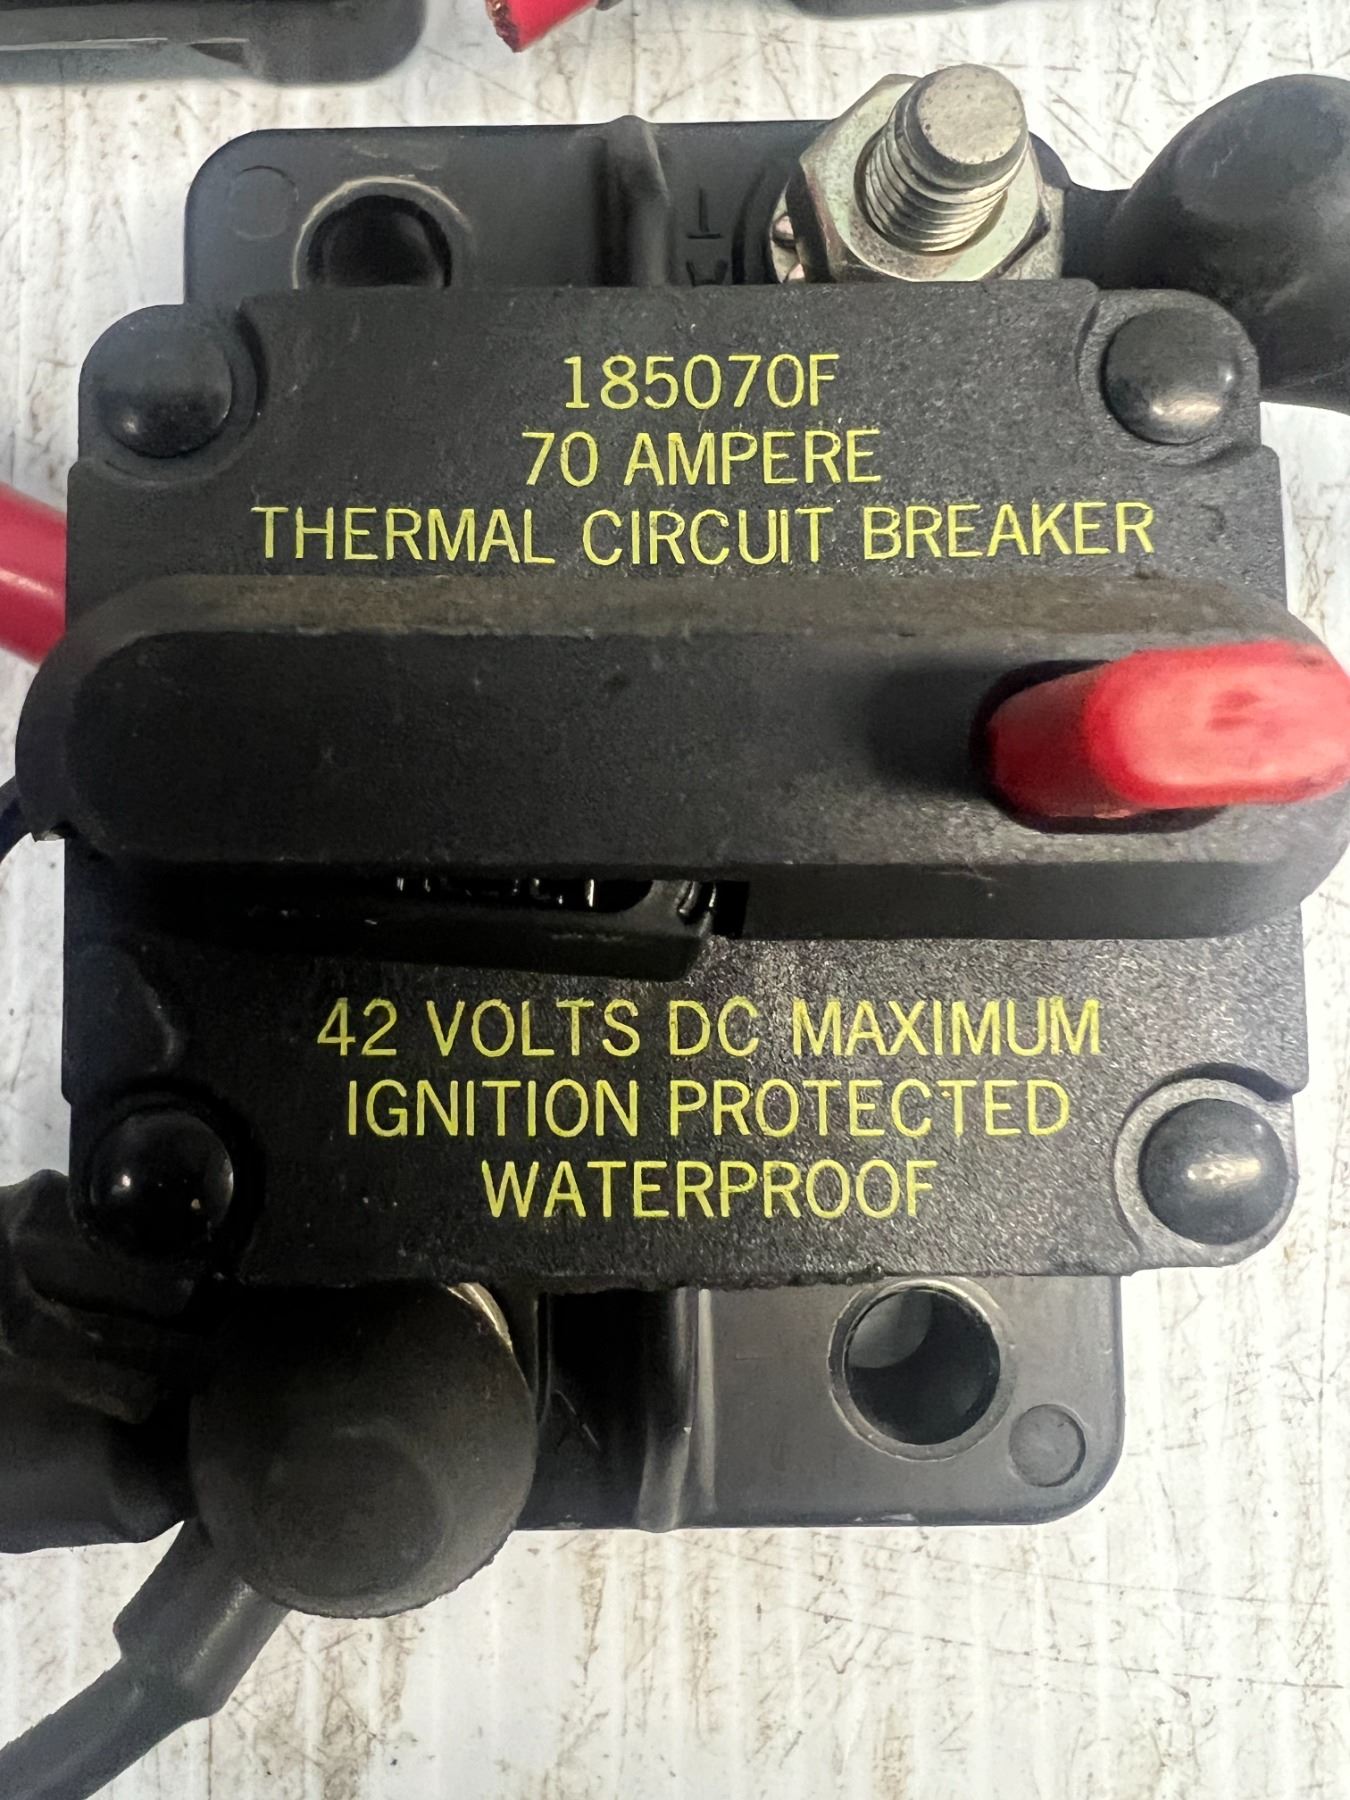 185070F
70 AMPERE
THERMAL CIRCUIT BREAKER
42 VOLTS DC MAXIMUM
IGNITION PROTECTED
WATERPROOF